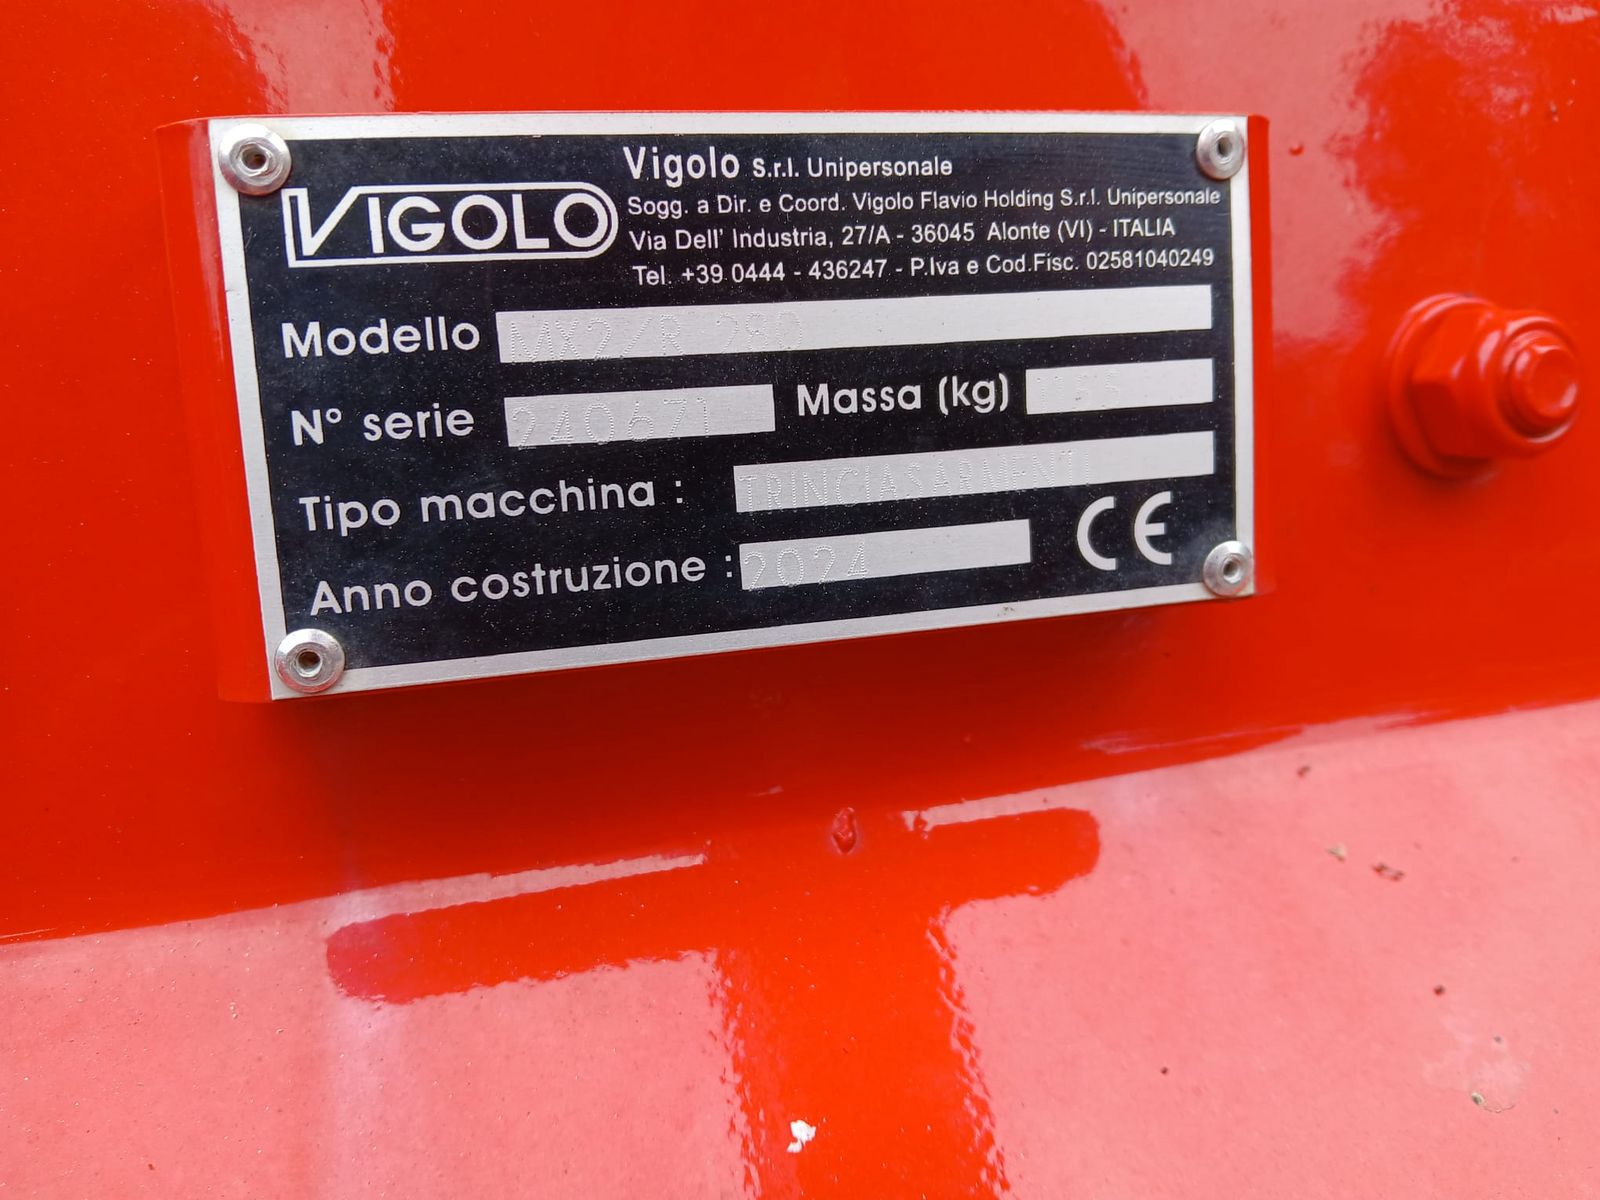 VIGOLO
Vigolo s.r.l. Unipersonale
Sogg. a Dir. e Coord. Vigolo Flavio Holding S.r.l. Unipersonale
Via Dell' Industria, 27/A - 36045 Alonte (VI) - ITALIA
Tel. +39 0444 - 436247 - P.Iva e Cod.Fisc. 02581040249
Modello MX2/R 280
N° serie 240671 Massa (kg)
Tipo macchina : TRINCIASARMENTI
Anno costruzione : 2024 CE